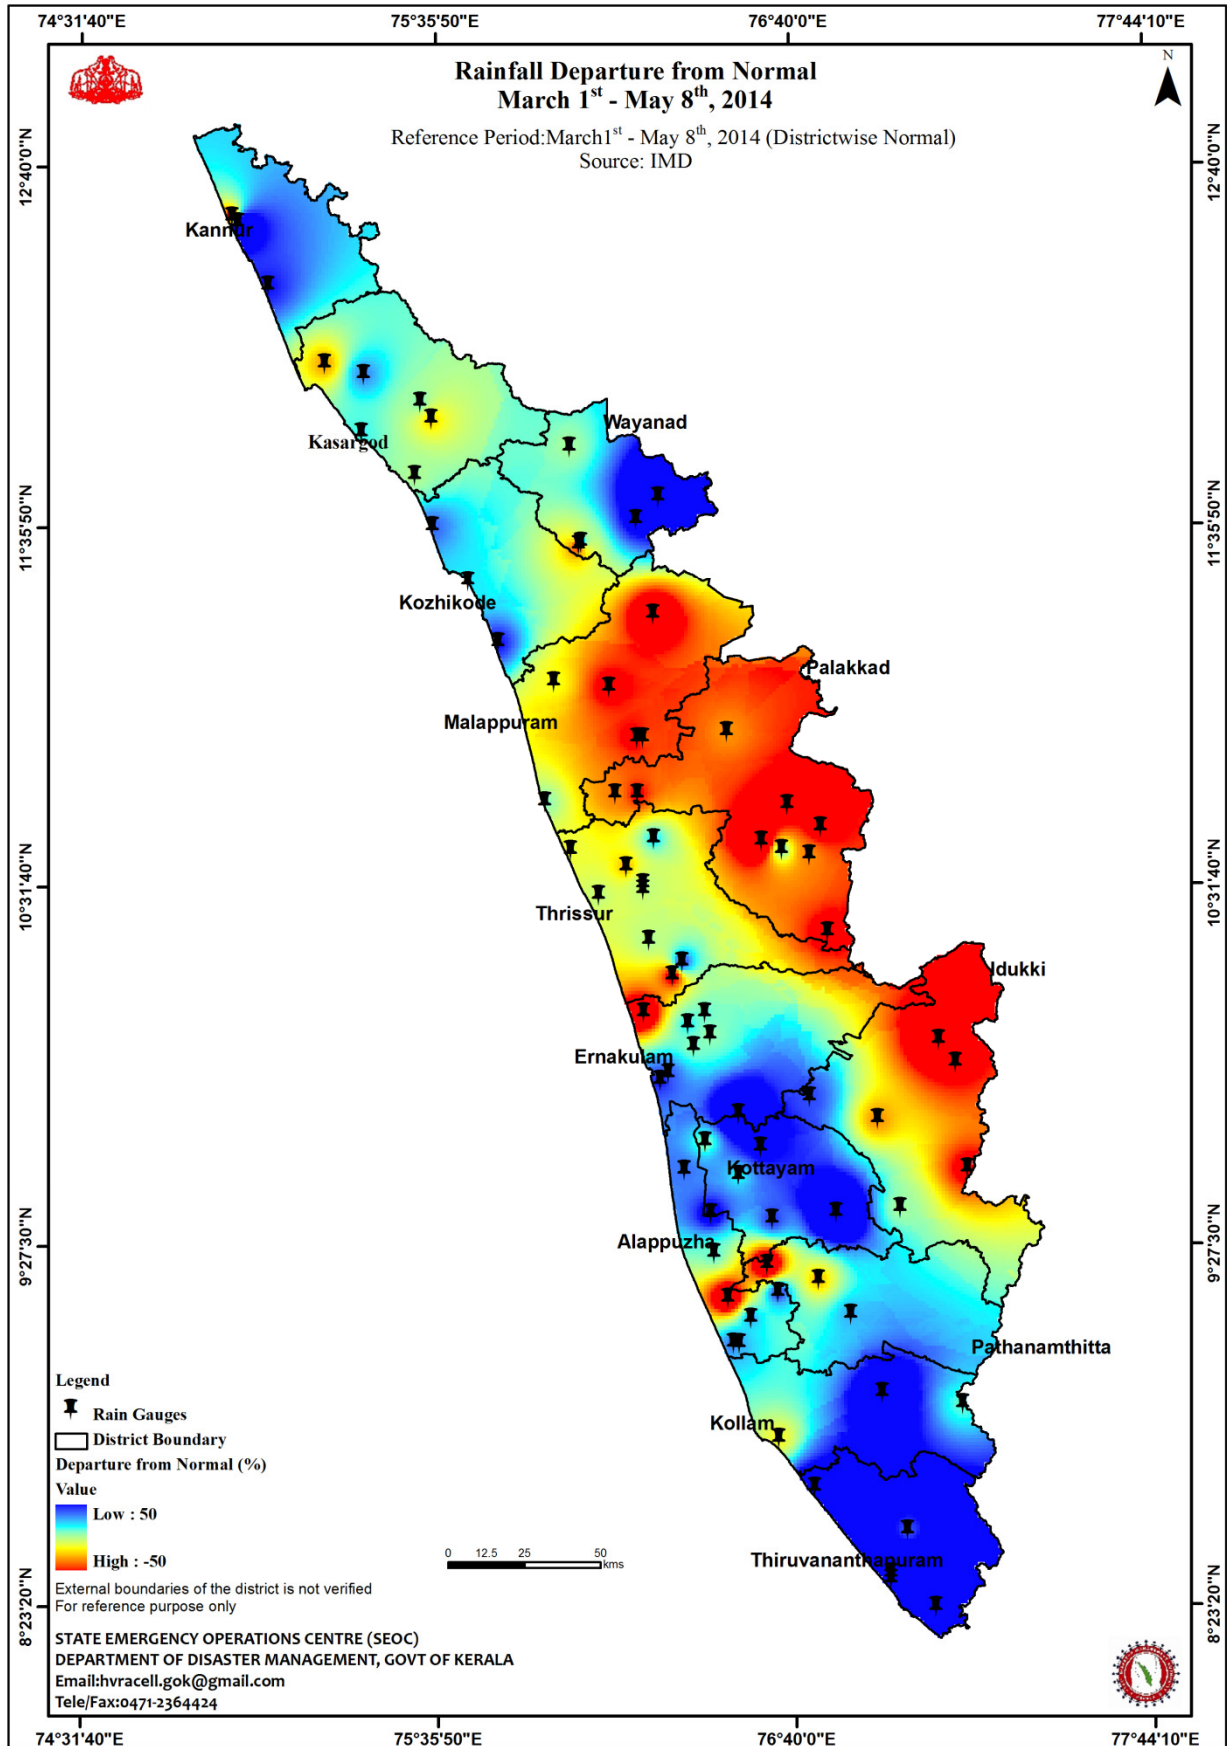 74°31'40"E 75°35'50"E 76°40'0"E 77°44'10"E
Rainfall Departure from Normal
March 1st - May 8th, 2014
Reference Period:March1st - May 8th, 2014 (Districtwise Normal)
Source: IMD
N
12°40'0"N 12°40'0"N
Kannur
Wayanad
Kasargod
11°35'50"N 11°35'50"N
Kozhikode
Palakkad
Malappuram
10°31'40"N 10°31'40"N
Thrissur
Idukki
Ernakulam
Kottayam
Alappuzha
9°27'30"N 9°27'30"N
Pathanamthitta
Kollam
Thiruvananthapuram
8°23'20"N 8°23'20"N
Legend
Rain Gauges
District Boundary
Departure from Normal (%)
Value
Low : 50
High : -50
0 12.5 25 50
kms
External boundaries of the district is not verified
For reference purpose only
STATE EMERGENCY OPERATIONS CENTRE (SEOC)
DEPARTMENT OF DISASTER MANAGEMENT, GOVT OF KERALA
Email:hvracell.gok@gmail.com
Tele/Fax:0471-2364424
74°31'40"E 75°35'50"E 76°40'0"E 77°44'10"E